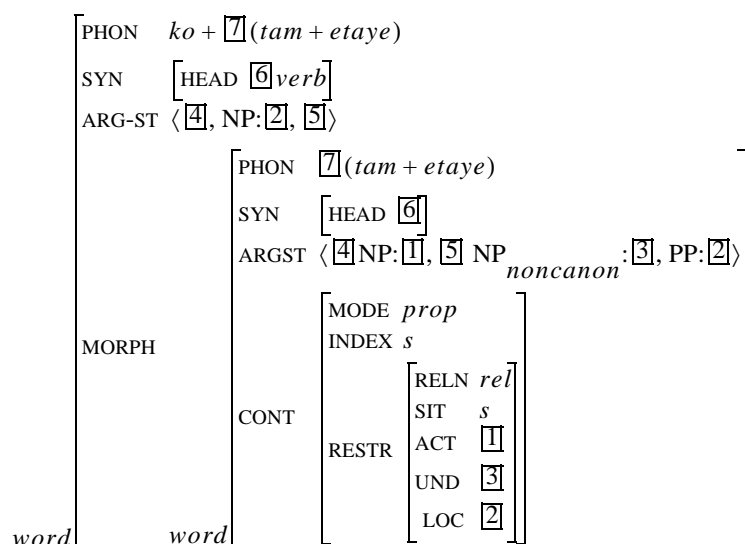 PHON ko + 7 (tam + etaye)
SYN [HEAD 6 verb]
ARG-ST ⟨ 4, NP: 2, 5 ⟩
PHON 7 (tam + etaye)
SYN [HEAD 6]
ARGST ⟨ 4 NP: 1, 5 NP noncanon : 3, PP: 2 ⟩
MODE prop
MORPH
INDEX s
RELN rel
CONT
SIT s
RESTR
ACT 1
UND 3
LOC 2
word
word